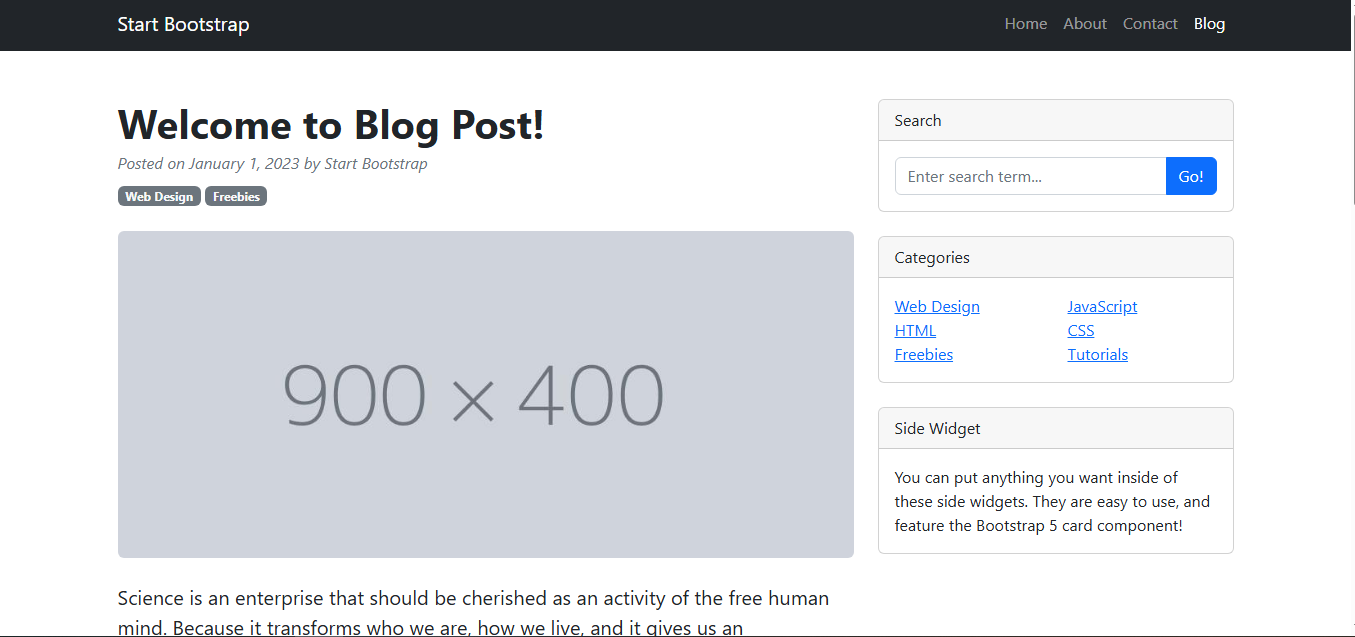 Start Bootstrap
Home About Contact Blog
Welcome to Blog Post!
Posted on January 1, 2023 by Start Bootstrap
Web Design Freebies
900 × 400
Science is an enterprise that should be cherished as an activity of the free human
mind. Because it transforms who we are, how we live, and it gives us an
Search
Enter search term...
Go!
Categories
Web Design
HTML
Freebies
JavaScript
CSS
Tutorials
Side Widget
You can put anything you want inside of
these side widgets. They are easy to use, and
feature the Bootstrap 5 card component!